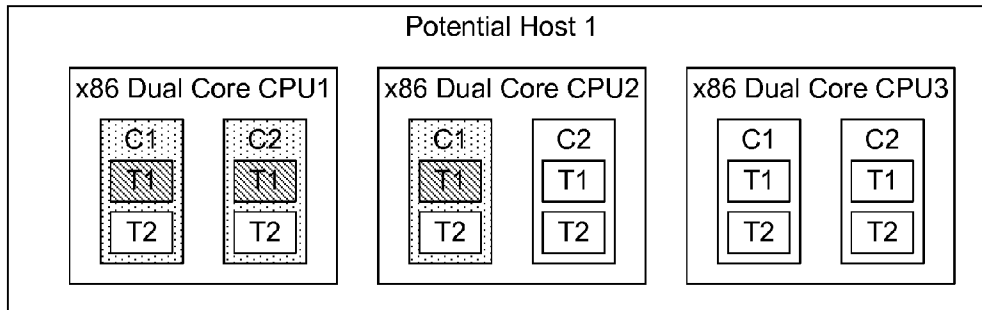 Potential Host 1
x86 Dual Core CPU1 x86 Dual Core CPU2 x86 Dual Core CPU3
C1 C2 C1 C2 C1 C2
T1 T1 T1 T1 T1 T1
T2 T2 T2 T2 T2 T2